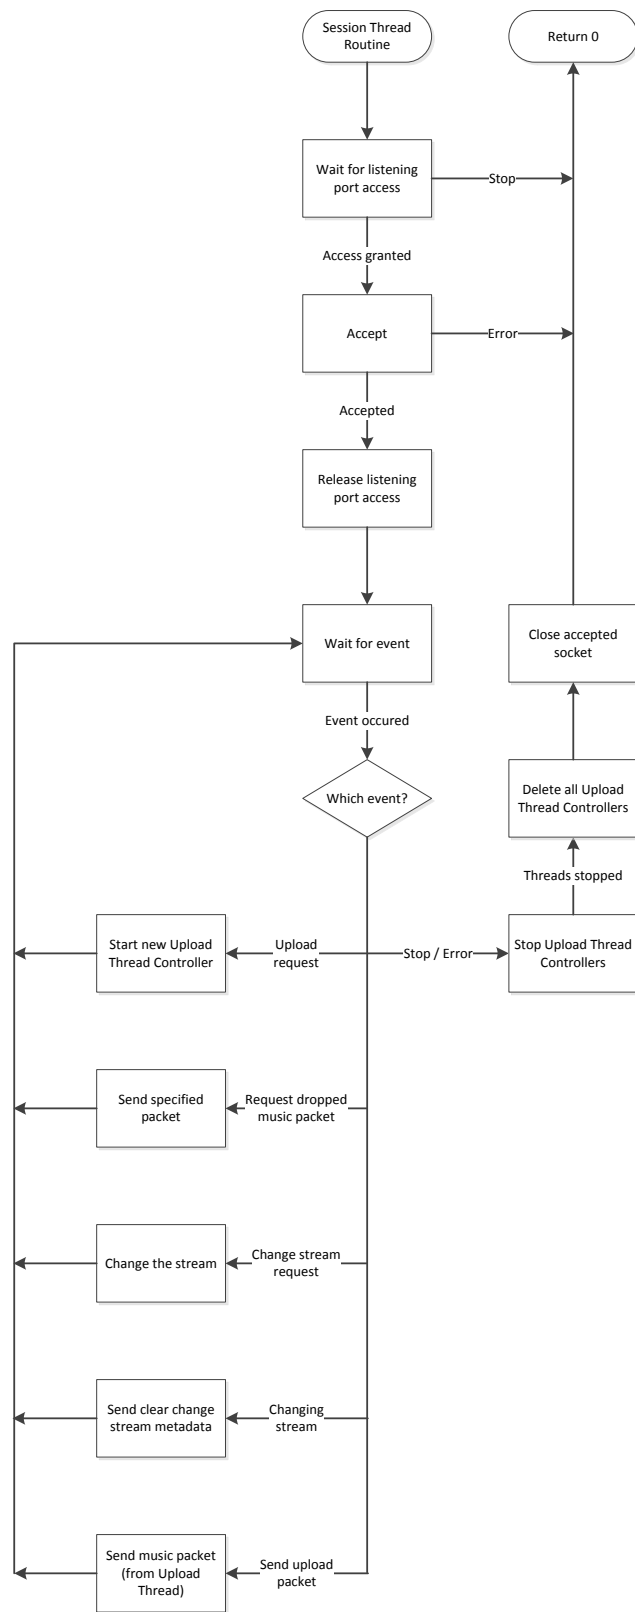 Session Thread
Routine
Return 0
Wait for listening
port access
Stop
Access granted
Accept
Error
Accepted
Release listening
port access
Wait for event
Close accepted
socket
Event occured
Which event?
Delete all Upload
Thread Controllers
Threads stopped
Start new Upload
Thread Controller
Upload
request
Stop / Error
Stop Upload Thread
Controllers
Send specified
packet
Request dropped
music packet
Change the stream
Change stream
request
Send clear change
stream metadata
Changing
stream
Send music packet
(from Upload
Thread)
Send upload
packet